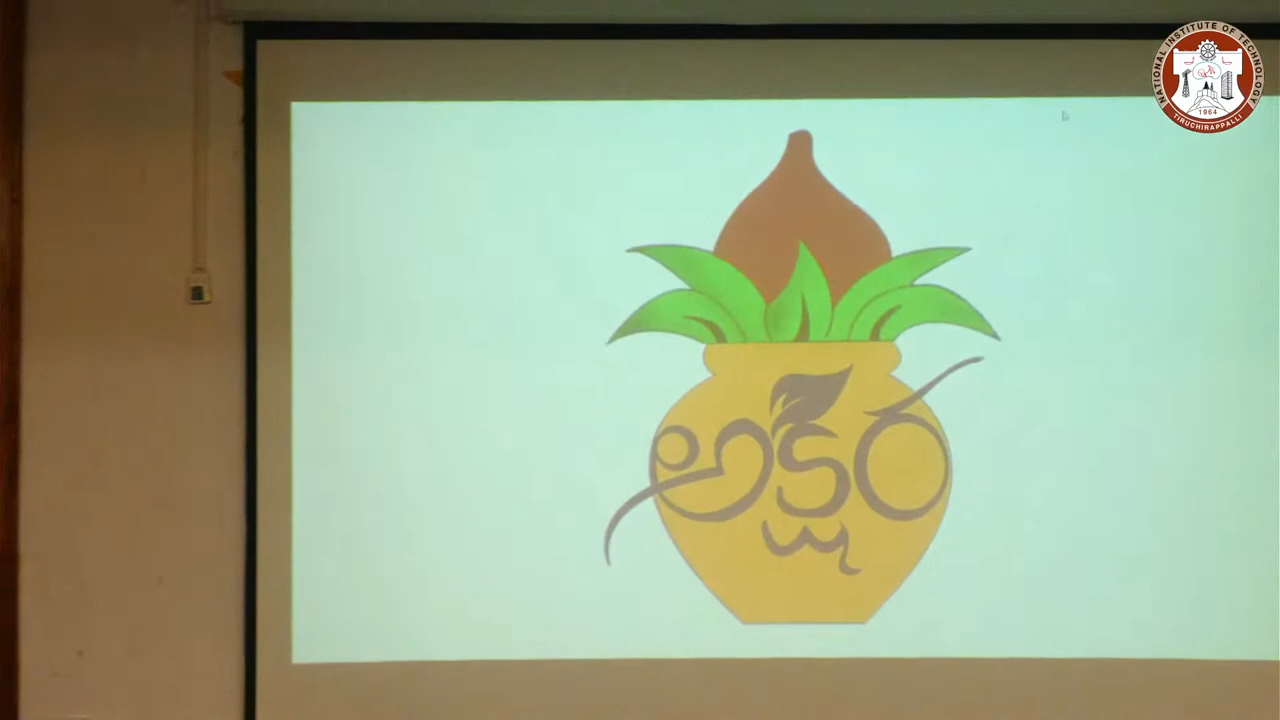 అక్షర
NATIONAL INSTITUTE OF TECHNOLOGY
1964
TIRUCHIRAPPALLI